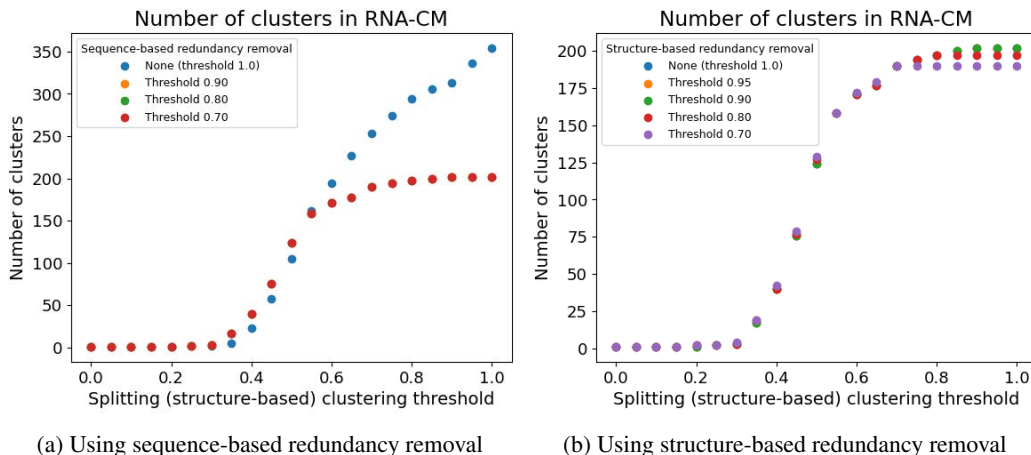 Number of clusters in RNA-CM
Number of clusters
350
300
250
200
150
100
50
0
Sequence-based redundancy removal
None (threshold 1.0)
Threshold 0.90
Threshold 0.80
Threshold 0.70
0.0 0.2 0.4 0.6 0.8 1.0
Splitting (structure-based) clustering threshold
(a) Using sequence-based redundancy removal
Number of clusters in RNA-CM
Number of clusters
200
175
150
125
100
75
50
25
0
Structure-based redundancy removal
None (threshold 1.0)
Threshold 0.95
Threshold 0.90
Threshold 0.80
Threshold 0.70
0.0 0.2 0.4 0.6 0.8 1.0
Splitting (structure-based) clustering threshold
(b) Using structure-based redundancy removal